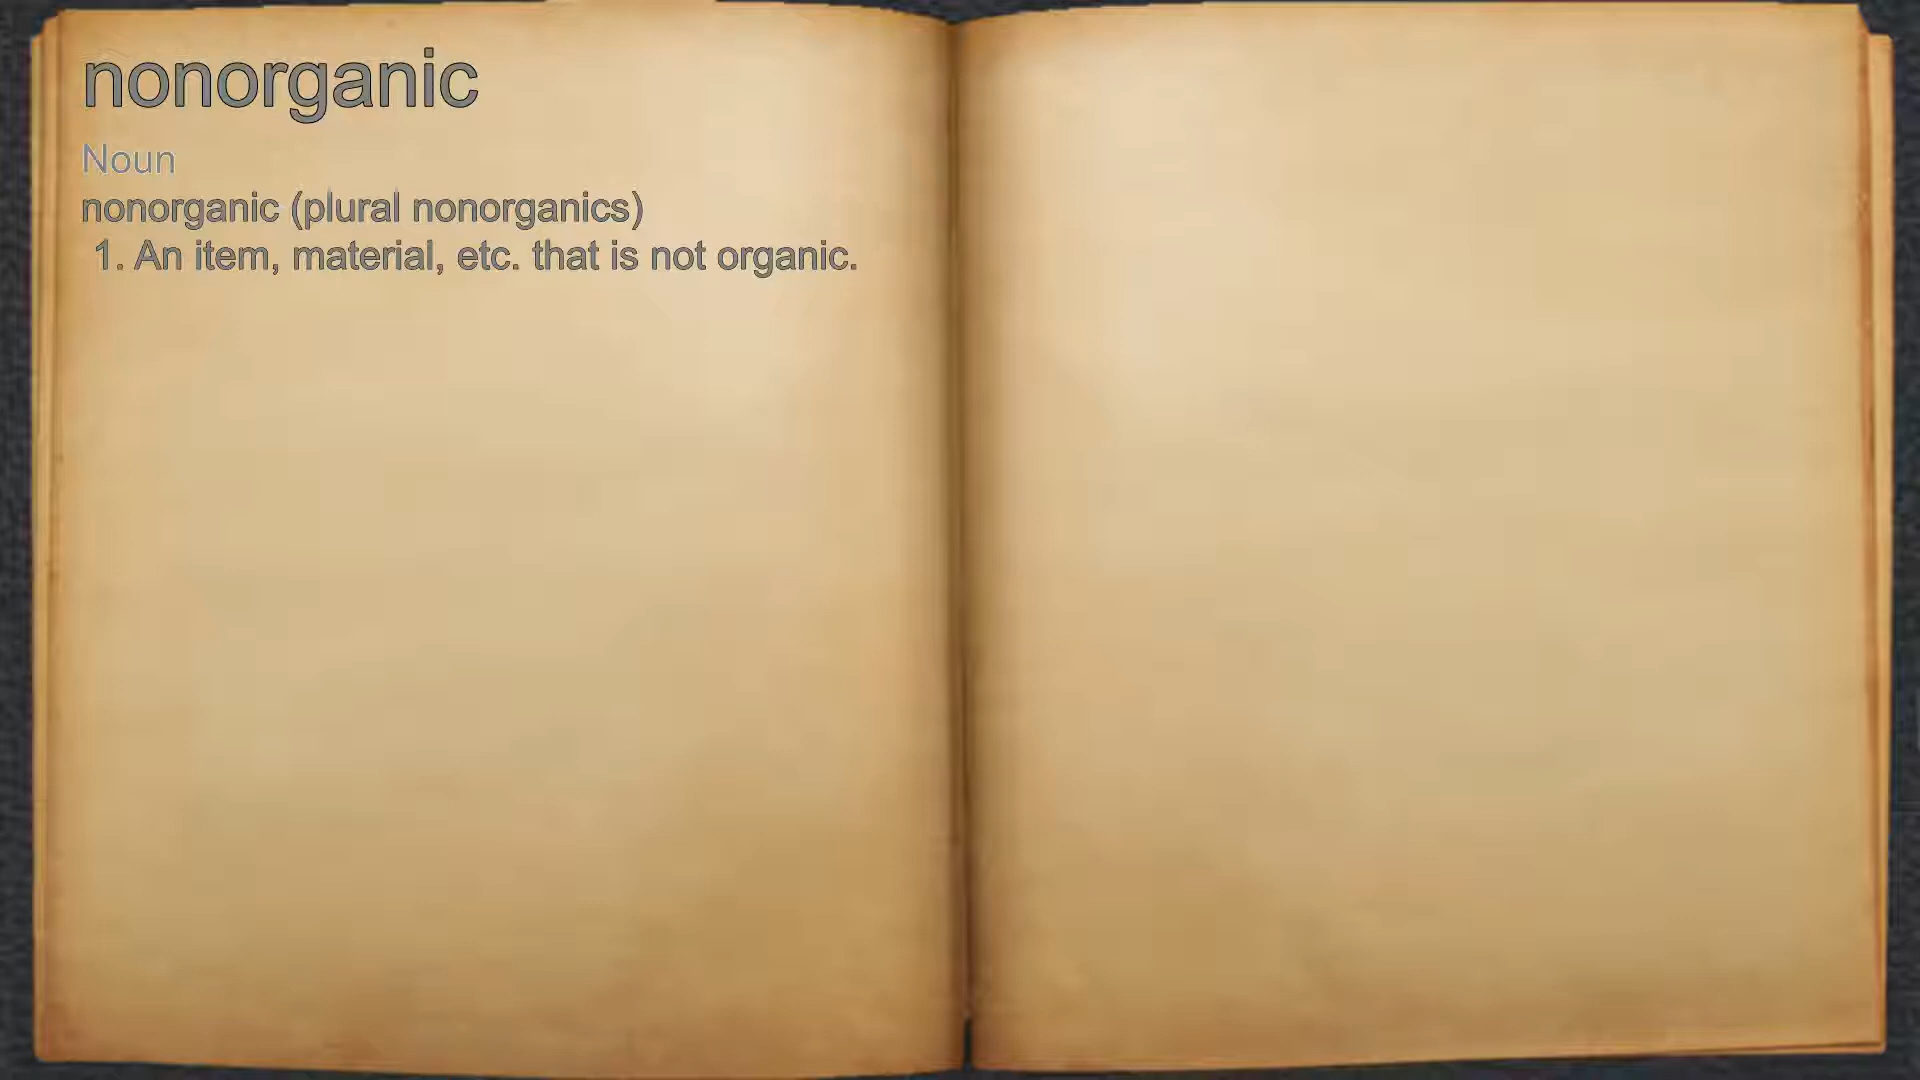 nonorganic
Noun
nonorganic (plural nonorganics)
1. An item, material, etc. that is not organic.